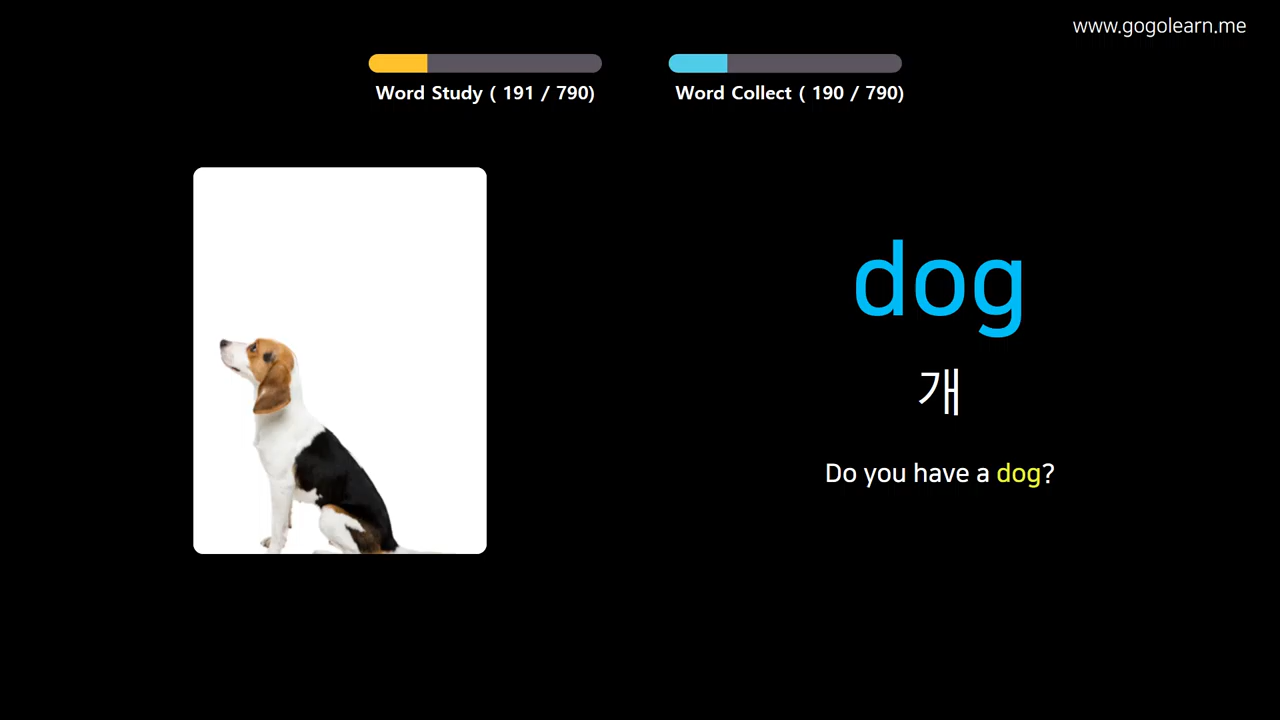 www.gogolearn.me
Word Study ( 191 / 790)
Word Collect ( 190 / 790)
dog
개
Do you have a dog?